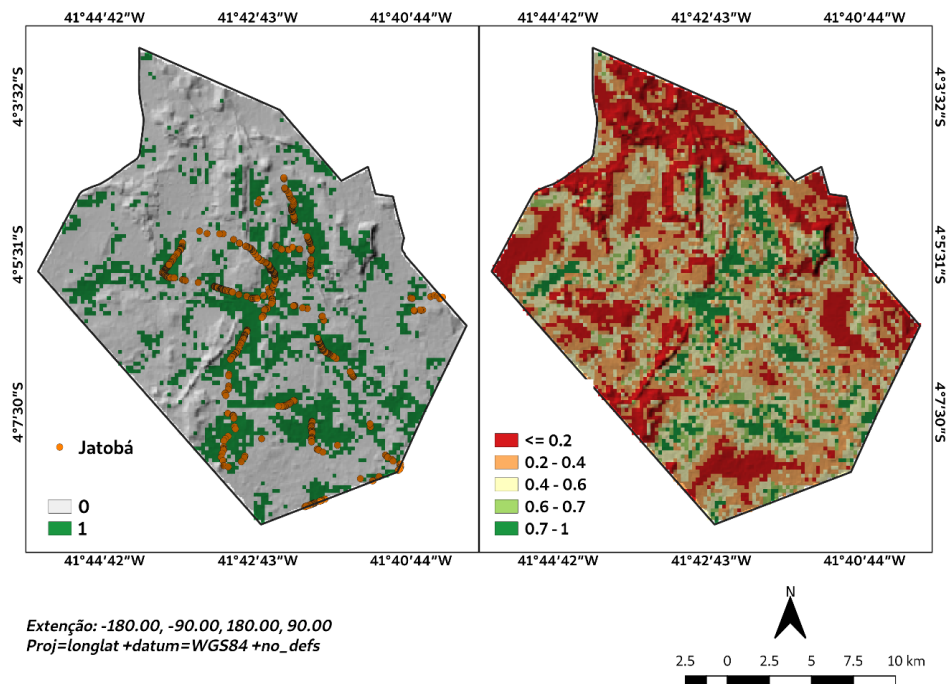 41°44'42"W 41°42'43"W 41°40'44"W 41°44'42"W 41°42'43"W 41°40'44"W
4°3'32"S 4°3'32"S
4°5'31"S 4°5'31"S
4°7'30"S 4°7'30"S
Jatobá
0
1
<= 0.2
0.2 - 0.4
0.4 - 0.6
0.6 - 0.7
0.7 - 1
41°44'42"W 41°42'43"W 41°40'44"W 41°44'42"W 41°42'43"W 41°40'44"W
Extenção: -180.00, -90.00, 180.00, 90.00
Proj=longlat +datum=WGS84 +no_defs
N
2.5 0 2.5 5 7.5 10 km